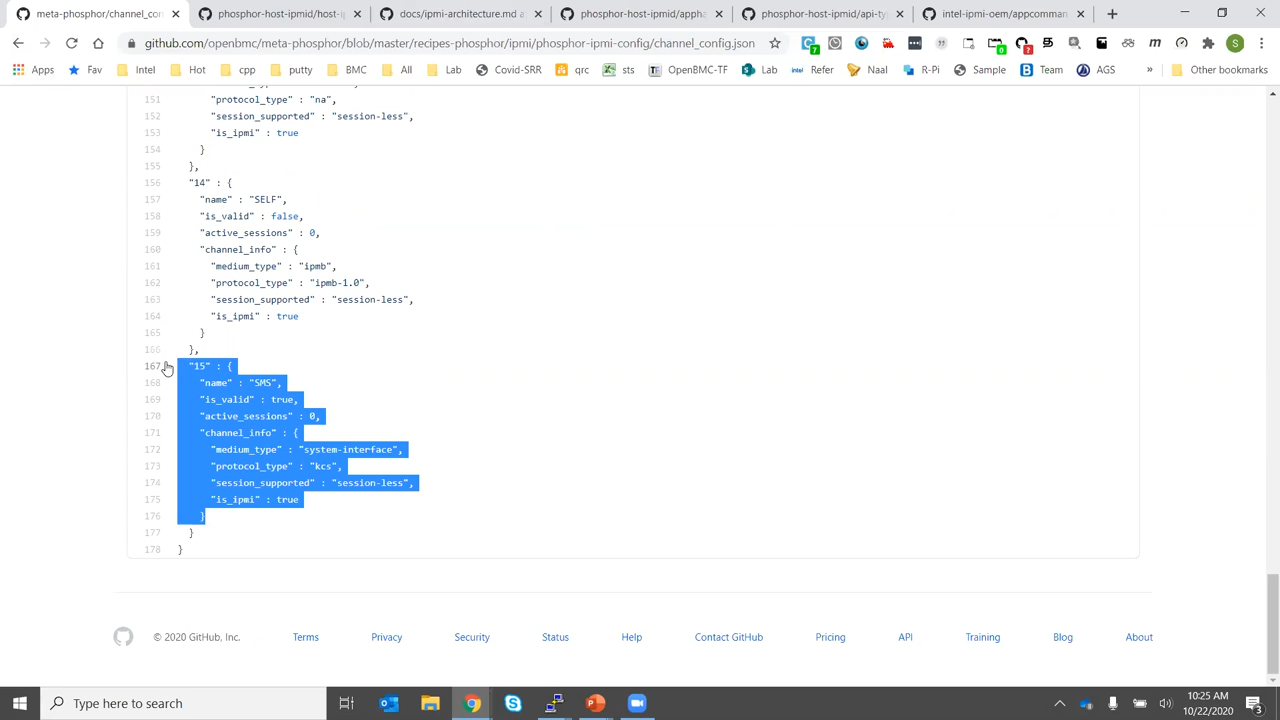 meta-phosphor/channel_con
phosphor-host-ipmid/host-i
docs/ipmi-architecture.md a
phosphor-host-ipmid/appha
phosphor-host-ipmid/api-ty
intel-ipmi-oem/appcomman
github.com/openbmc/meta-phosphor/blob/master/recipes-phosphor/ipmi/phosphor-ipmi-config/channel_config.json
Apps
Fav
Intel
Host
cpp
putty
BMC
All
Lab
Covid-SRR
qrc
sts
OpenBMC-TF
Lab
Refer
Naal
R-Pi
Sample
Team
AGS
»
Other bookmarks
151 "protocol_type" : "na",
152 "session_supported" : "session-less",
153 "is_ipmi" : true
154 }
155 },
156 "14" : {
157 "name" : "SELF",
158 "is_valid" : false,
159 "active_sessions" : 0,
160 "channel_info" : {
161 "medium_type" : "ipmb",
162 "protocol_type" : "ipmb-1.0",
163 "session_supported" : "session-less",
164 "is_ipmi" : true
165 }
166 },
167 "15" : {
168 "name" : "SMS",
169 "is_valid" : true,
170 "active_sessions" : 0,
171 "channel_info" : {
172 "medium_type" : "system-interface",
173 "protocol_type" : "kcs",
174 "session_supported" : "session-less",
175 "is_ipmi" : true
176 }
177 }
178 }
© 2020 GitHub, Inc.
Terms
Privacy
Security
Status
Help
Contact GitHub
Pricing
API
Training
Blog
About
Type here to search
10:25 AM
10/22/2020
3